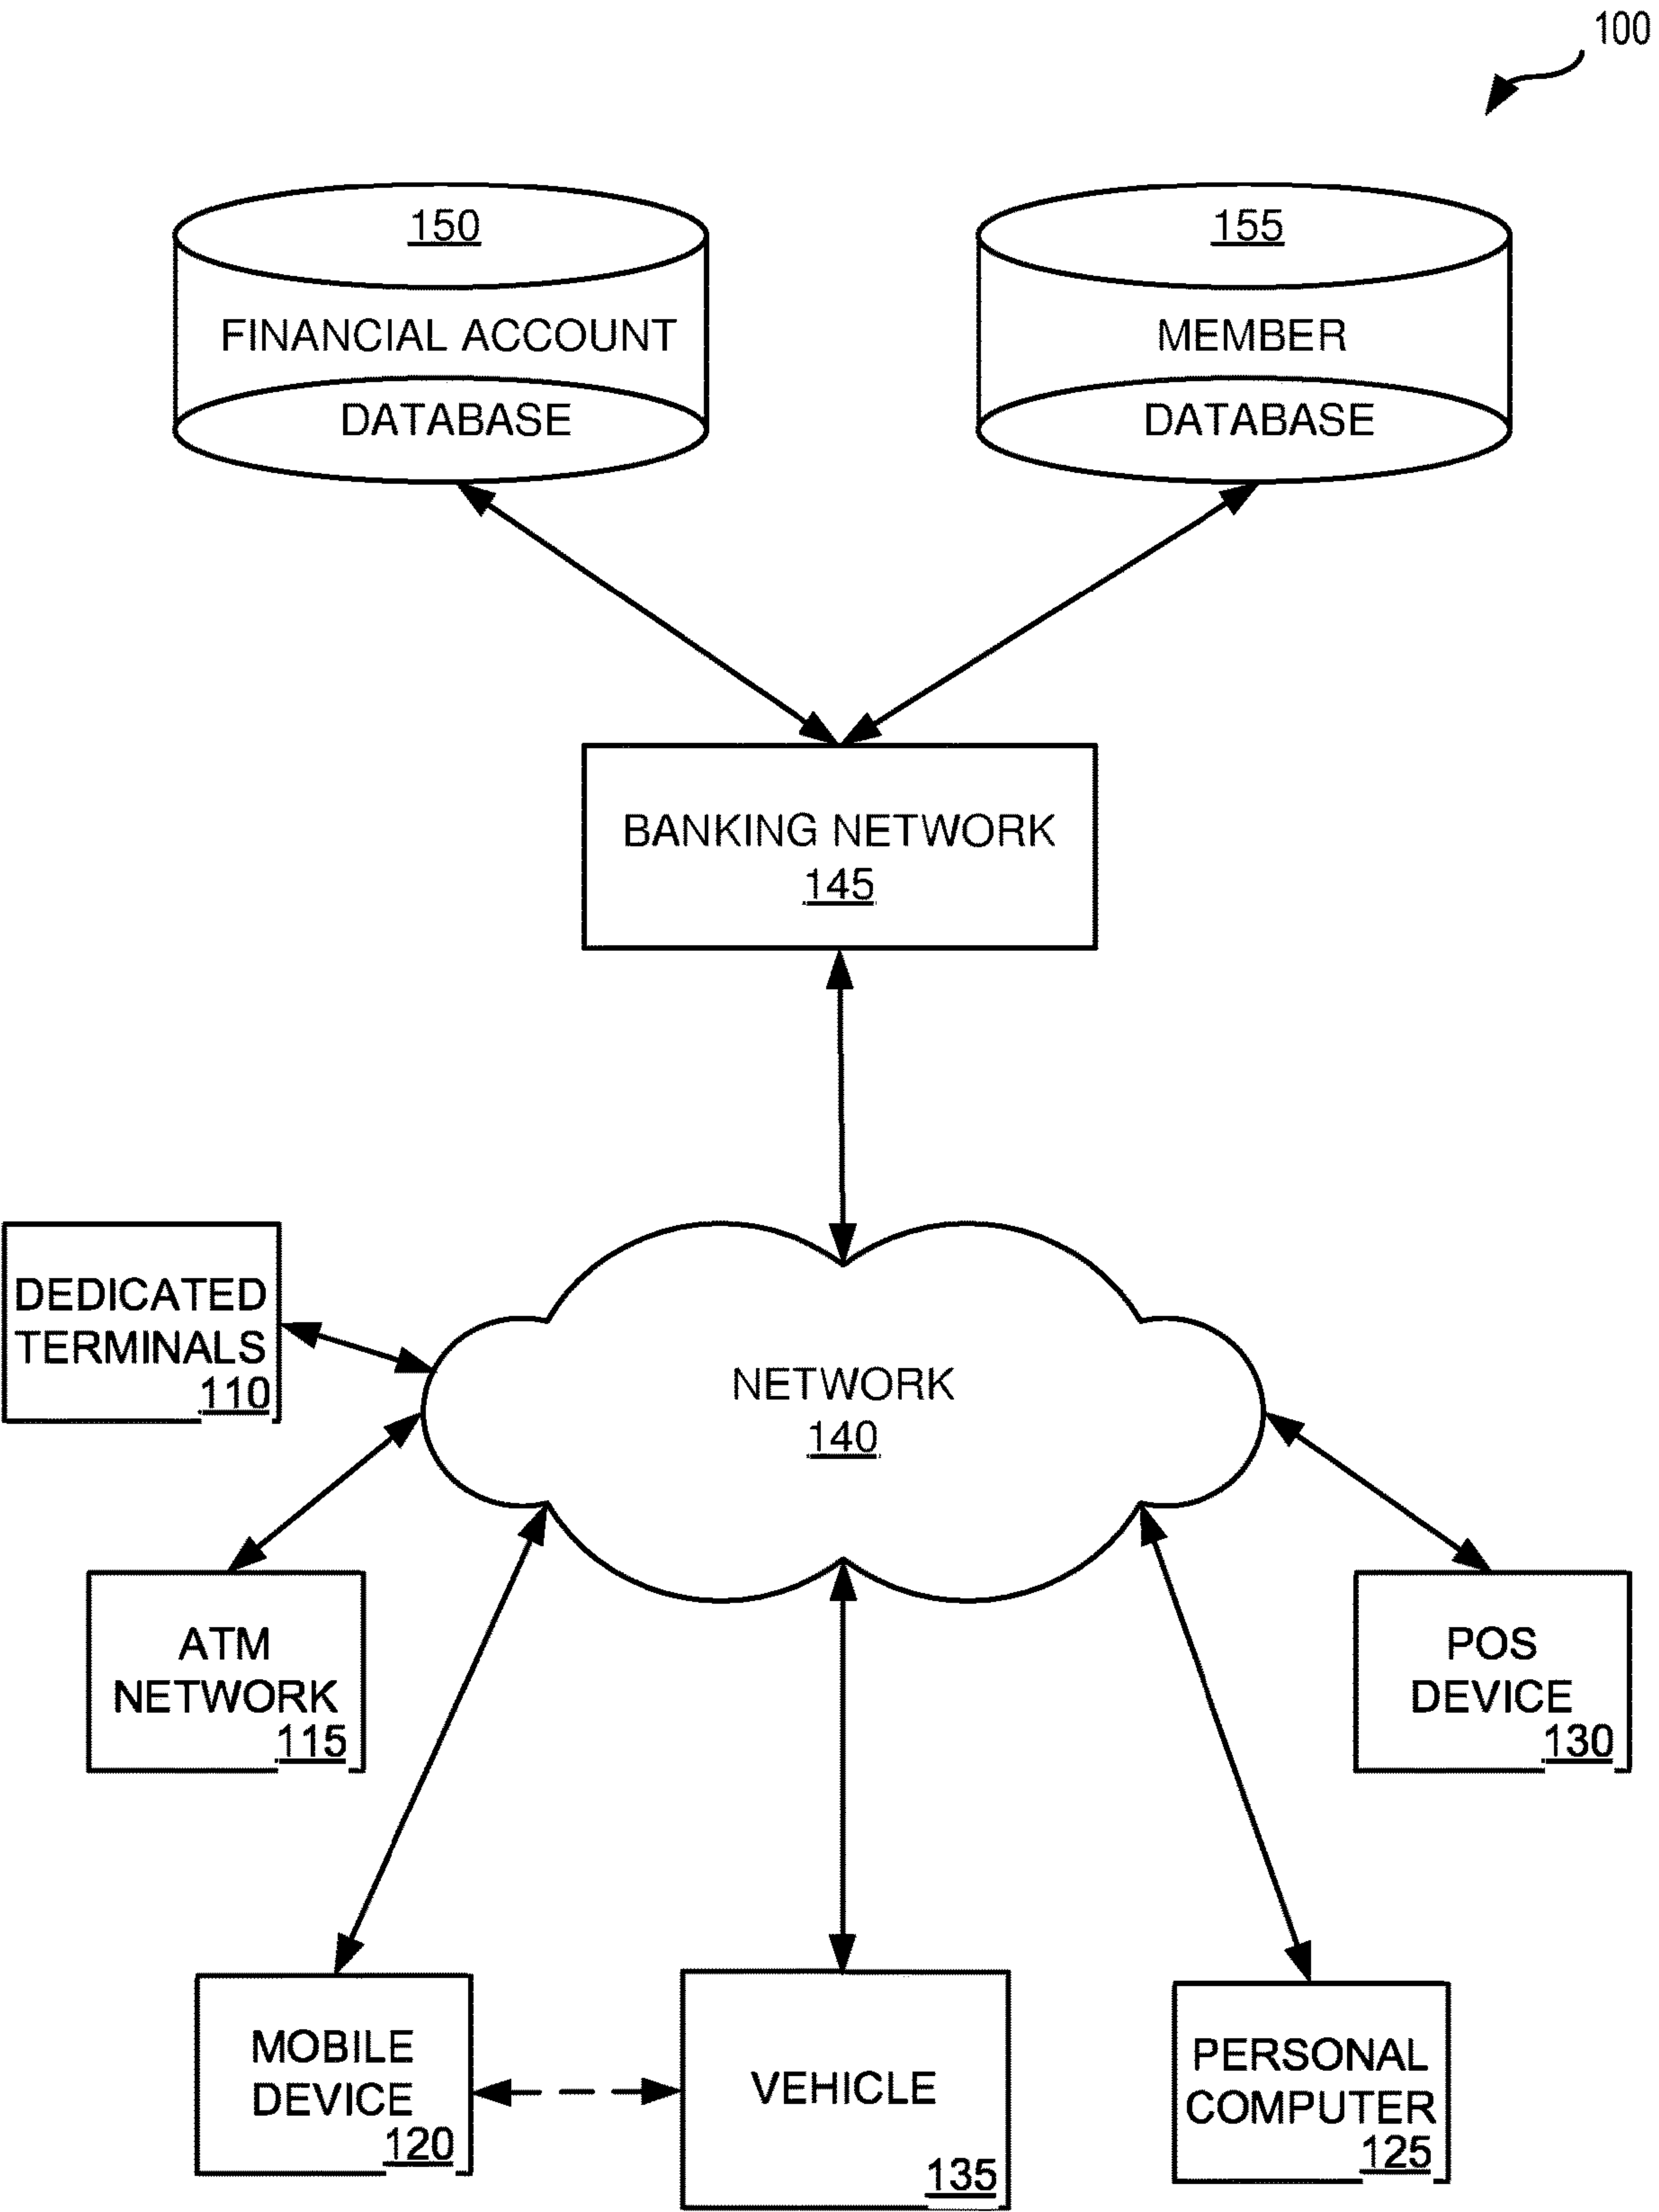 100
150
FINANCIAL ACCOUNT
DATABASE
155
MEMBER
DATABASE
BANKING NETWORK
145
DEDICATED
TERMINALS
110
NETWORK
140
ATM
NETWORK
115
POS
DEVICE
130
MOBILE
DEVICE
120
VEHICLE
135
PERSONAL
COMPUTER
125